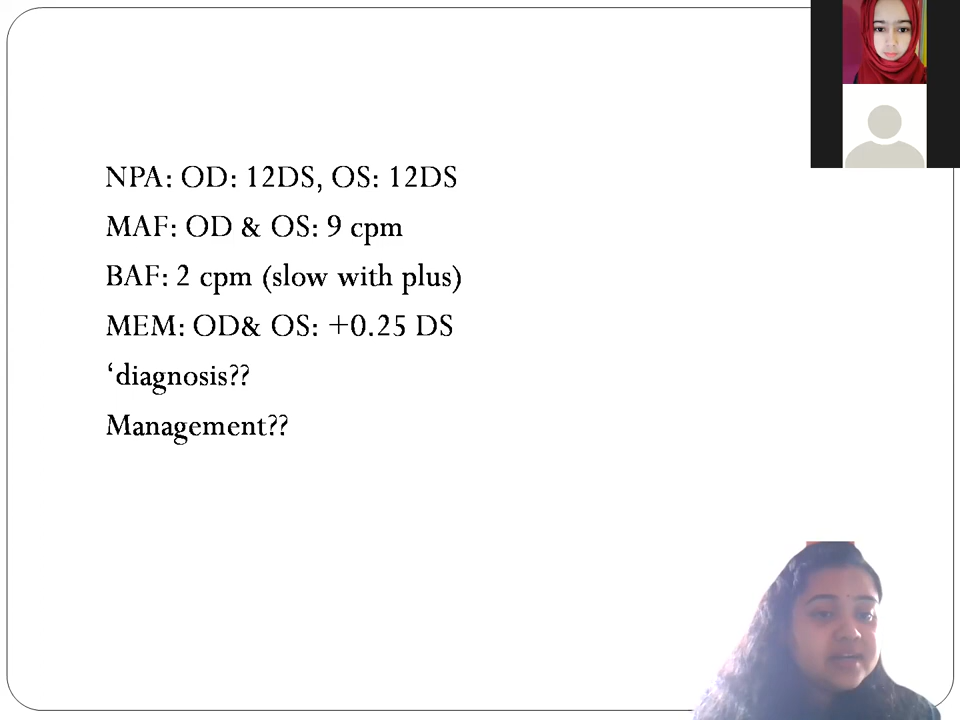 NPA: OD: 12DS, OS: 12DS
MAF: OD & OS: 9 cpm
BAF: 2 cpm (slow with plus)
MEM: OD& OS: +0.25 DS
‘diagnosis??
Management??